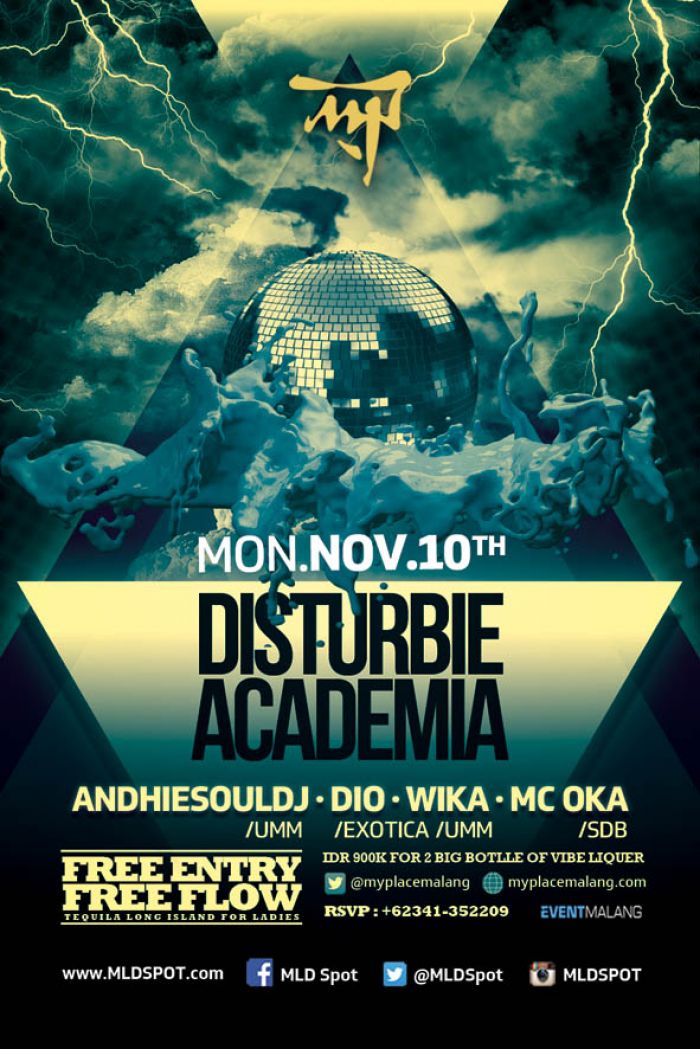 MP
MON.NOV.10TH
DISTURBIE
ACADEMIA
ANDHIESOULDJ · DIO · WIKA · MC OKA
/UMM /EXOTICA /UMM /SDB
FREE ENTRY
FREE FLOW
TEQUILA LONG ISLAND FOR LADIES
IDR 900K FOR 2 BIG BOTLLE OF VIBE LIQUER
@myplacemalang myplacemalang.com
RSVP : +62341-352209 EVENTMALANG
www.MLDSPOT.com MLD Spot @MLDSpot MLDSPOT